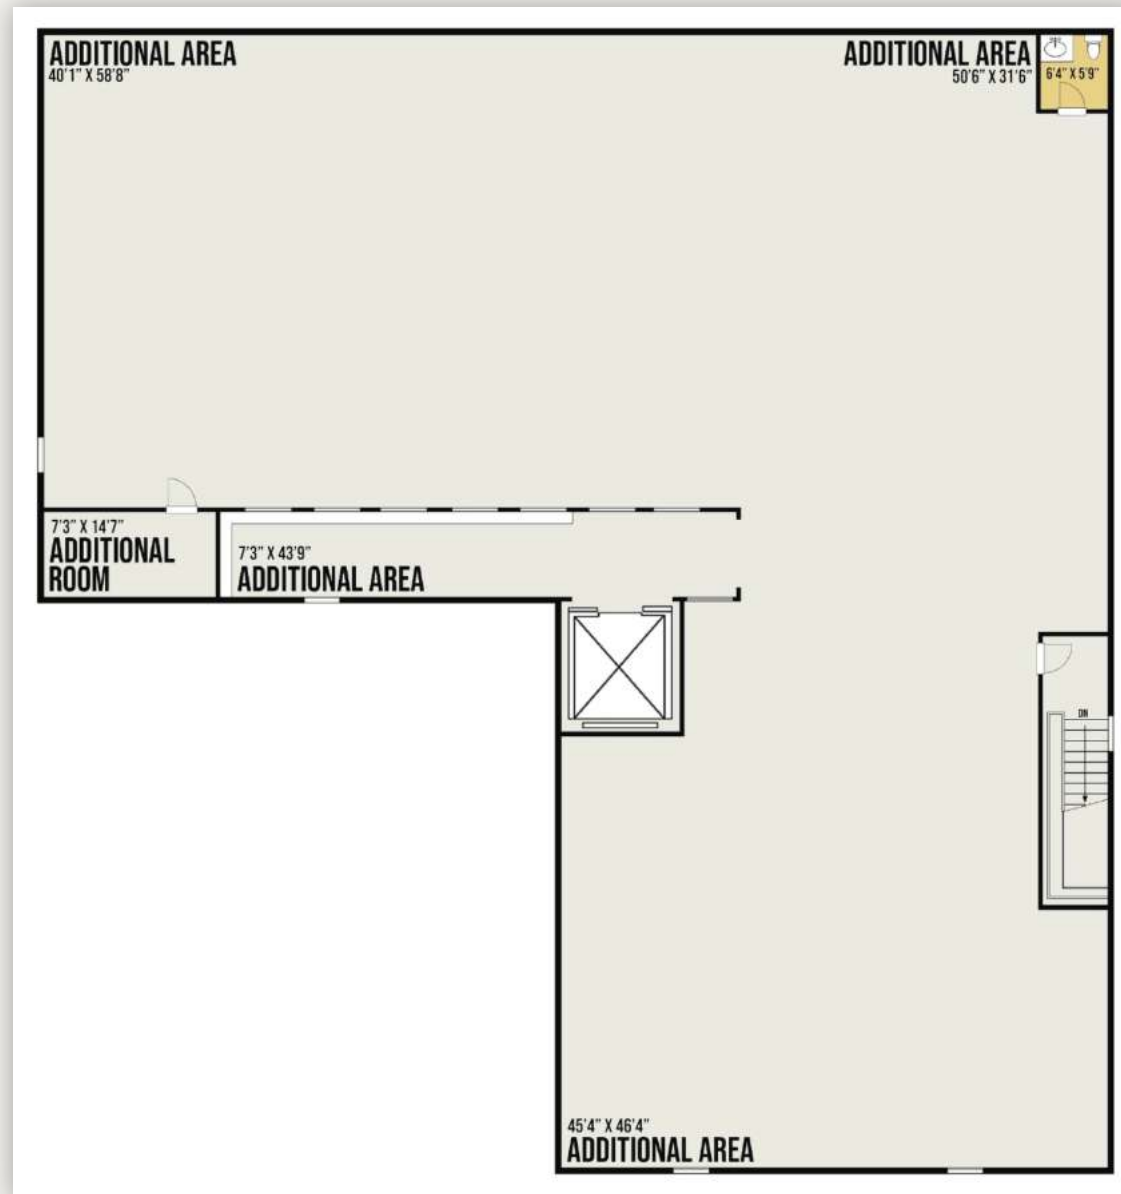 ADDITIONAL AREA
40'1" X 58'8"
ADDITIONAL AREA
50'6" X 31'6"
6'4" X 5'9"
7'3" X 14'7"
ADDITIONAL
ROOM
7'3" X 43'9"
ADDITIONAL AREA
DN
45'4" X 46'4"
ADDITIONAL AREA